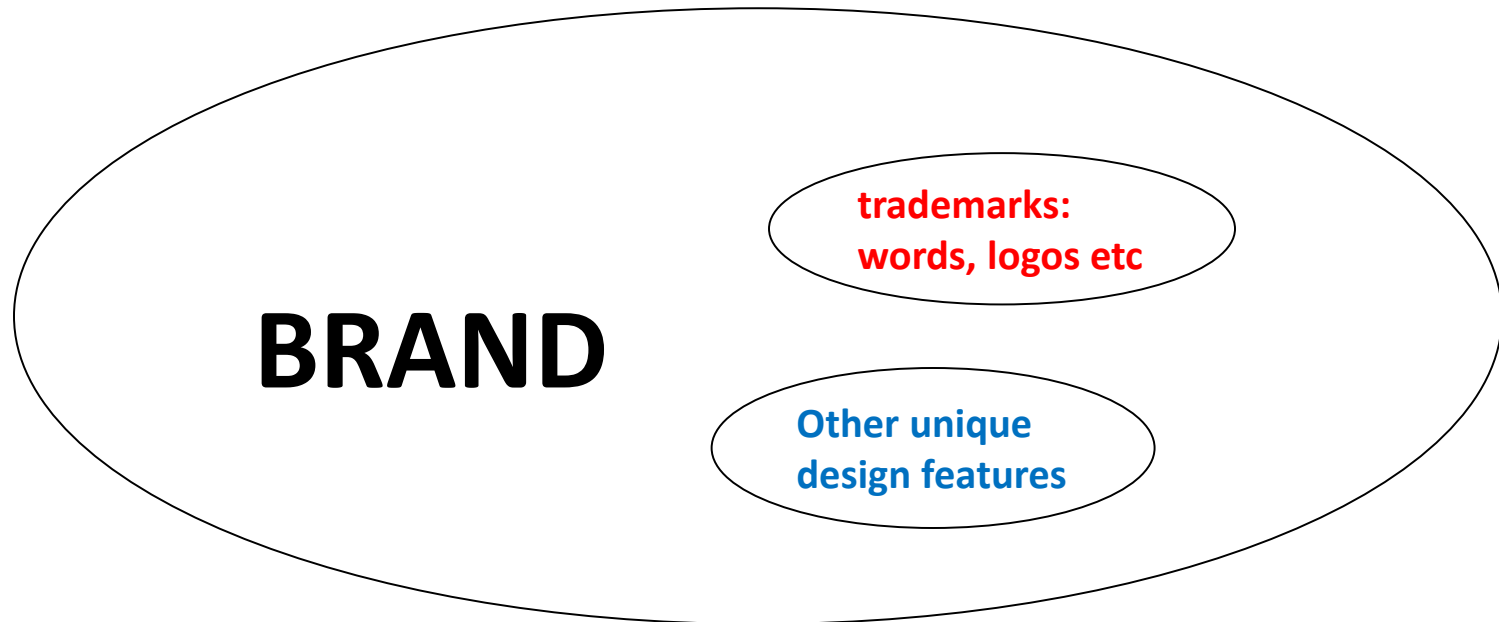 trademarks:
words, logos etc
BRAND
Other unique
design features